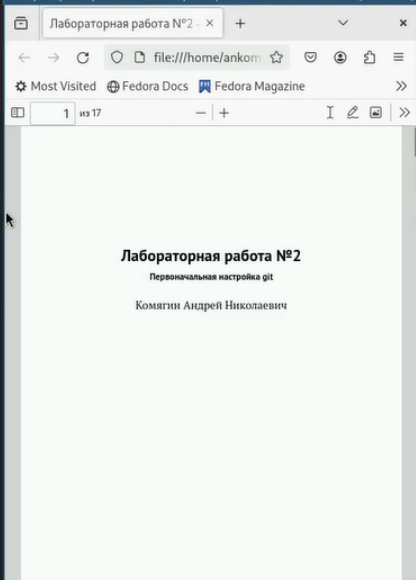 Лабораторная работа №2 -
file:///home/ankom
Most Visited Fedora Docs Fedora Magazine
1 из 17
Лабораторная работа №2
Первоначальная настройка git
Комягин Андрей Николаевич